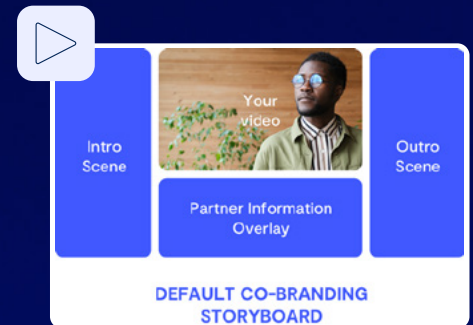 Intro
Scene
Your
video
Outro
Scene
Partner Information
Overlay
DEFAULT CO-BRANDING
STORYBOARD